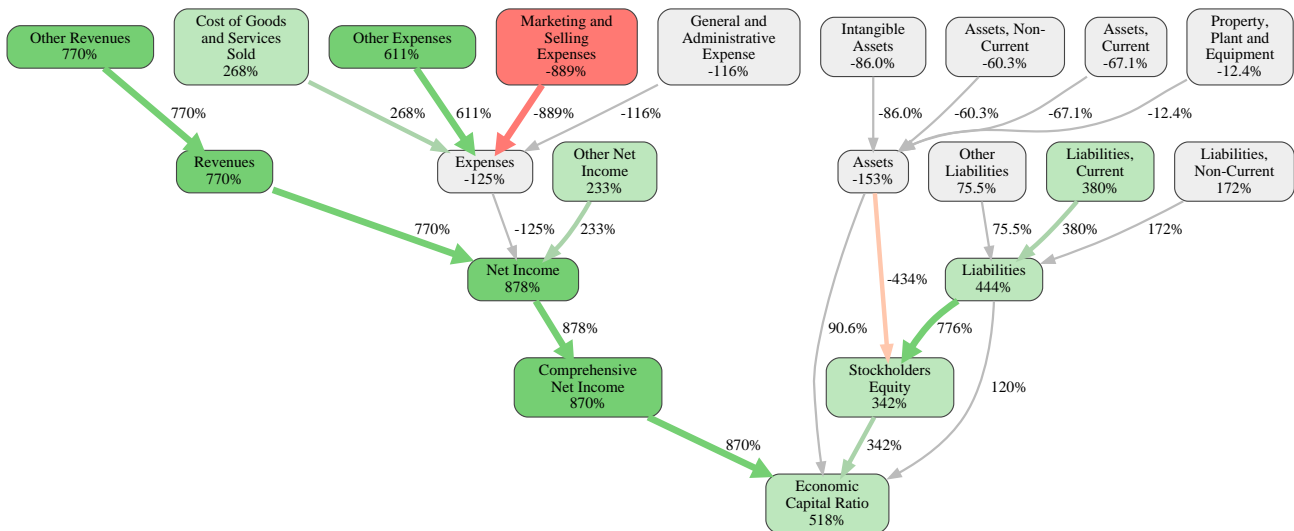 Other Revenues
770%
Cost of Goods
and Services
Sold
268%
Other Expenses
611%
Marketing and
Selling
Expenses
-889%
General and
Administrative
Expense
-116%
Intangible
Assets
-86.0%
Assets, Non-
Current
-60.3%
Assets,
Current
-67.1%
Property,
Plant and
Equipment
-12.4%
770%
268%
611%
-889%
-116%
-86.0%
-60.3%
-67.1%
-12.4%
Revenues
770%
Expenses
-125%
Other Net
Income
233%
Assets
-153%
Other
Liabilities
75.5%
Liabilities,
Current
380%
Liabilities,
Non-Current
172%
770%
-125%
233%
75.5%
380%
172%
Net Income
878%
-434%
Liabilities
444%
878%
90.6%
776%
Comprehensive
Net Income
870%
Stockholders
Equity
342%
120%
870%
342%
Economic
Capital Ratio
518%